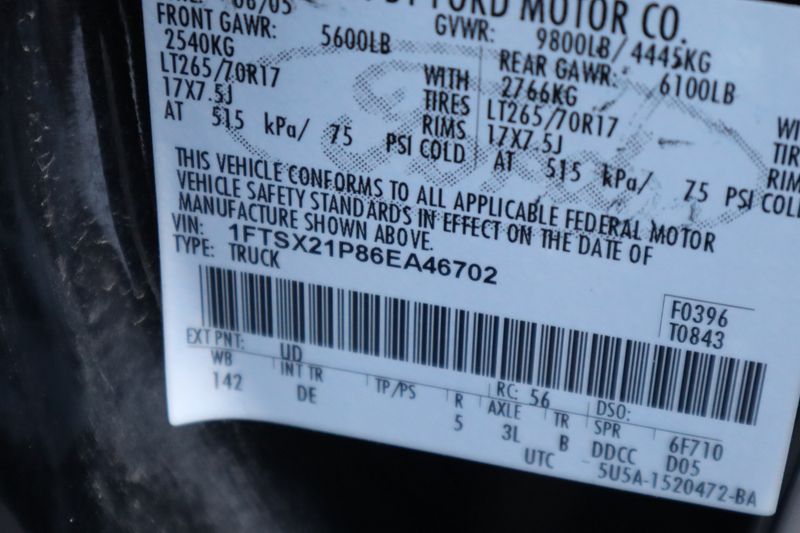 06/05 FORD MOTOR CO.
FRONT GAWR: 5600LB GVWR: 9800LB/4445KG
2540KG REAR GAWR: 6100LB
LT265/70R17 WITH 2766KG
17X7.5J TIRES LT265/70R17
RIMS 17X7.5J
AT 515 kPa/ 75 PSI COLD AT 515 kPa/ 75 PSI COL
THIS VEHICLE CONFORMS TO ALL APPLICABLE FEDERAL MOTOR
VEHICLE SAFETY STANDARDS IN EFFECT ON THE DATE OF
MANUFACTURE SHOWN ABOVE.
VIN: 1FTSX21P86EA46702
TYPE: TRUCK
F0396
T0843
EXT PNT: UD RC: 56 DSO:
WB INT TR TP/PS R AXLE TR SPR 6F710
142 DE 5 3L B DDCC D05
UTC 5U5A-1520472-BA